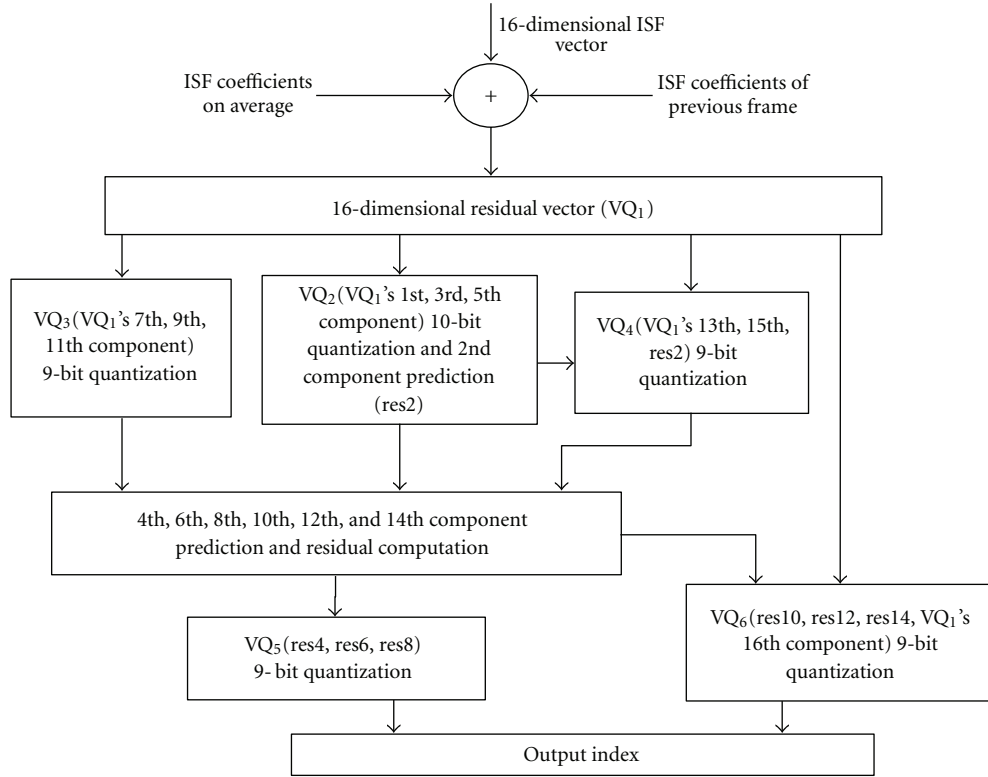 16-dimensional ISF
vector
ISF coefficients
on average
+
ISF coefficients of
previous frame
16-dimensional residual vector (VQ₁)
VQ₃(VQ₁'s 7th, 9th,
11th component)
9-bit quantization
VQ₂(VQ₁'s 1st, 3rd, 5th
component) 10-bit
quantization and 2nd
component prediction
(res2)
VQ₄(VQ₁'s 13th, 15th,
res2) 9-bit
quantization
4th, 6th, 8th, 10th, 12th, and 14th component
prediction and residual computation
VQ₅(res4, res6, res8)
9- bit quantization
VQ₆(res10, res12, res14, VQ₁'s
16th component) 9-bit
quantization
Output index